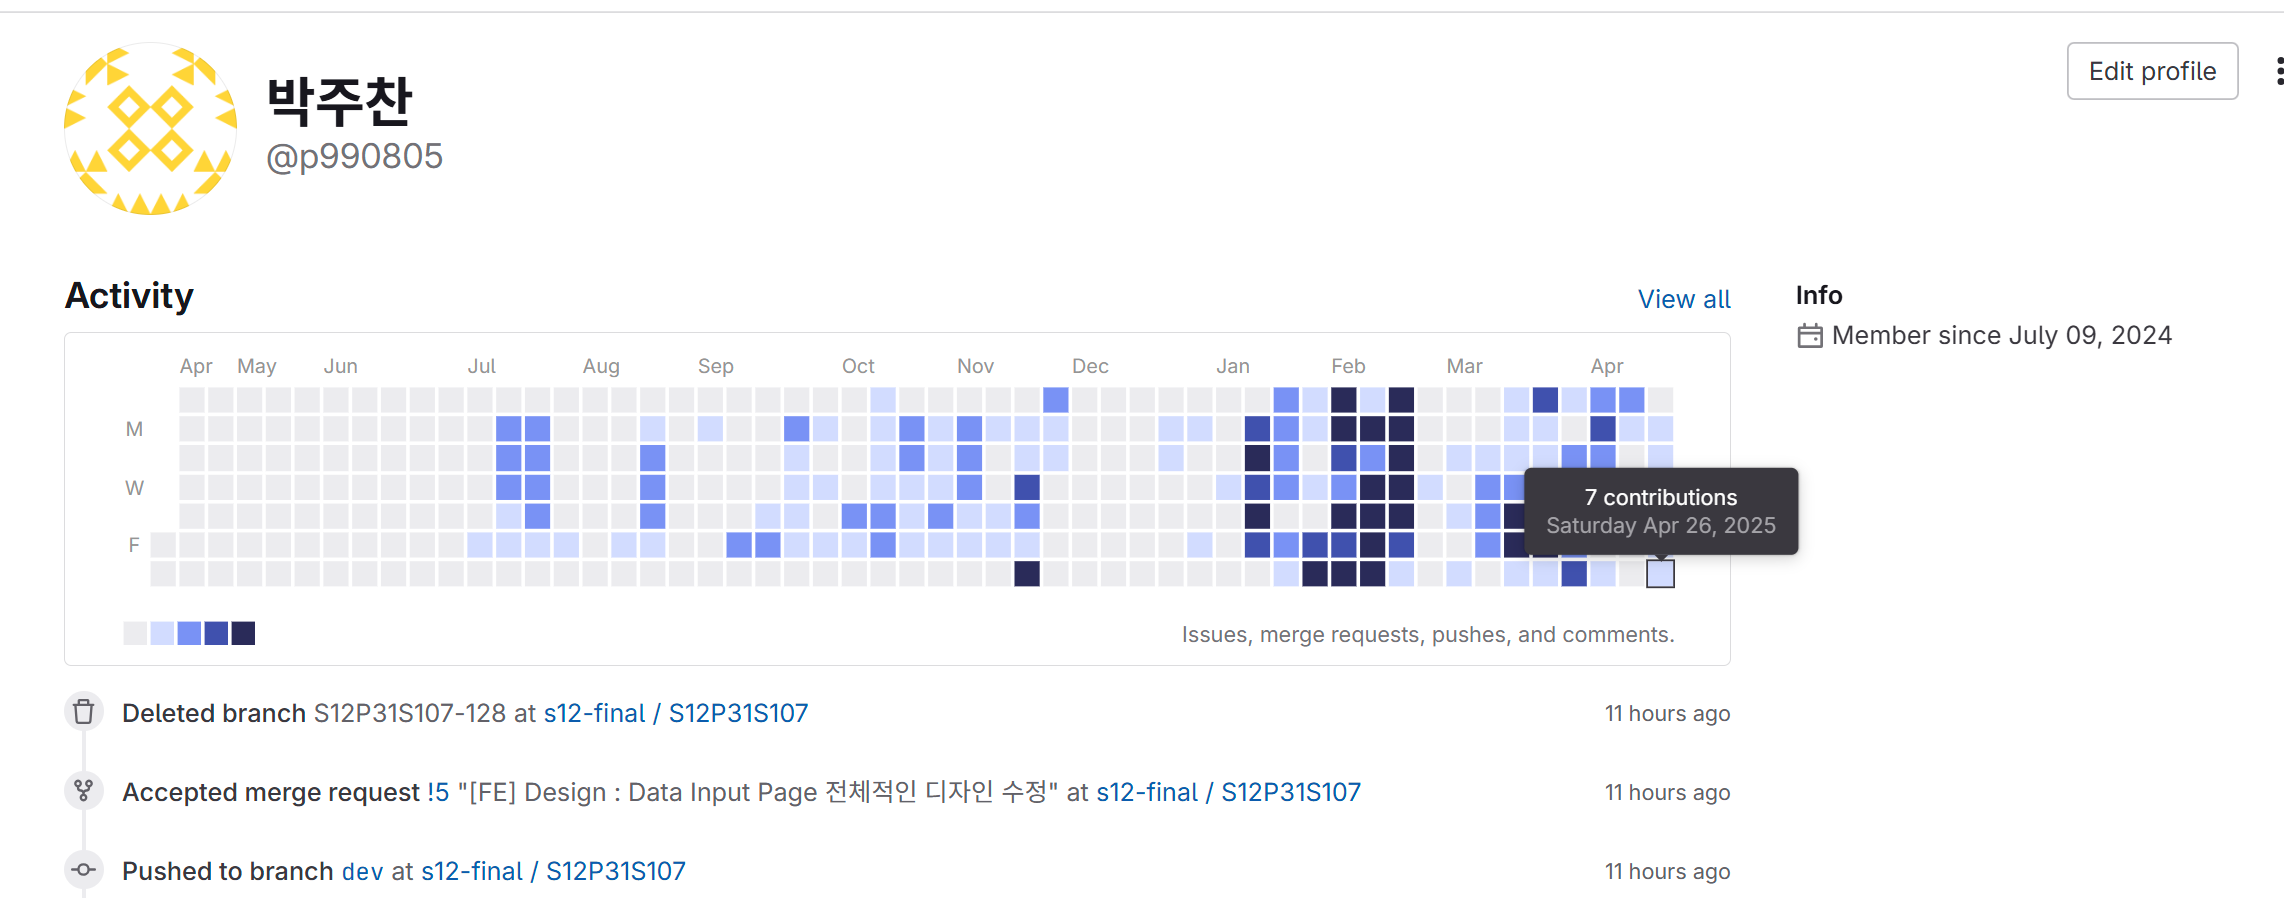 박주찬
@p990805
Edit profile
Activity
View all
Info
Member since July 09, 2024
Apr May Jun Jul Aug Sep Oct Nov Dec Jan Feb Mar Apr
M
W
F
7 contributions
Saturday Apr 26, 2025
Issues, merge requests, pushes, and comments.
Deleted branch S12P31S107-128 at s12-final / S12P31S107
11 hours ago
Accepted merge request !5 "[FE] Design : Data Input Page 전체적인 디자인 수정" at s12-final / S12P31S107
11 hours ago
Pushed to branch dev at s12-final / S12P31S107
11 hours ago